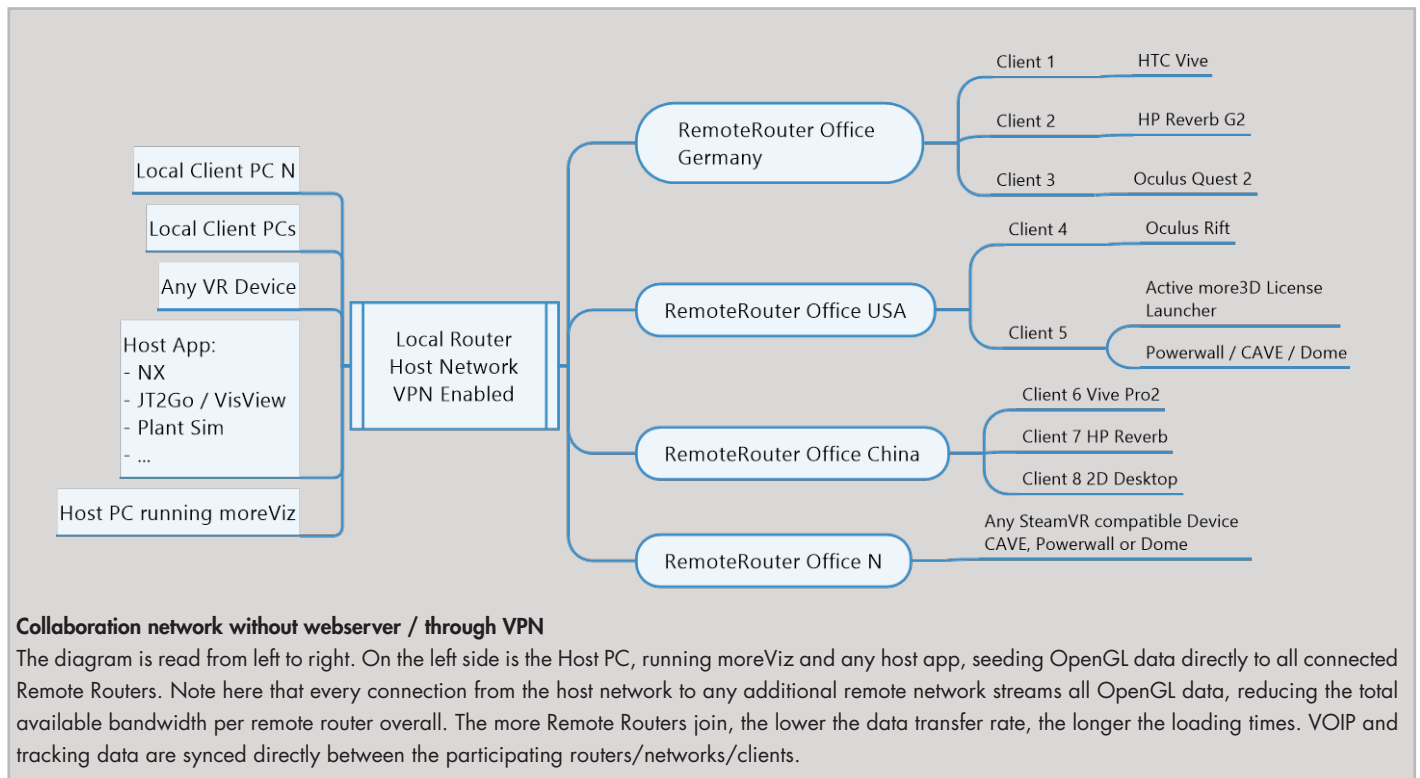 Local Client PC N
Local Client PCs
Any VR Device
Host App:
- NX
- JT2Go / VisView
- Plant Sim
- ...
Host PC running moreViz
Local Router
Host Network
VPN Enabled
RemoteRouter Office
Germany
Client 1
HTC Vive
Client 2
HP Reverb G2
Client 3
Oculus Quest 2
RemoteRouter Office USA
Client 4
Oculus Rift
Client 5
Active more3D License
Launcher
Powerwall / CAVE / Dome
RemoteRouter Office China
Client 6 Vive Pro2
Client 7 HP Reverb
Client 8 2D Desktop
RemoteRouter Office N
Any SteamVR compatible Device
CAVE, Powerwall or Dome
Collaboration network without webserver / through VPN
The diagram is read from left to right. On the left side is the Host PC, running moreViz and any host app, seeding OpenGL data directly to all connected
Remote Routers. Note here that every connection from the host network to any additional remote network streams all OpenGL data, reducing the total
available bandwidth per remote router overall. The more Remote Routers join, the lower the data transfer rate, the longer the loading times. VOIP and
tracking data are synced directly between the participating routers/networks/clients.